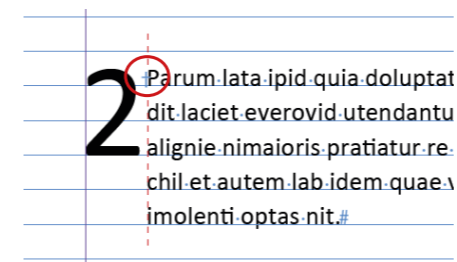 2 †Parum lata ipid quia doluptat
dit laciet everovid utendantu
alignie nimaioris pratiatur re
chil et autem lab idem quae v
imolenti optas nit.#